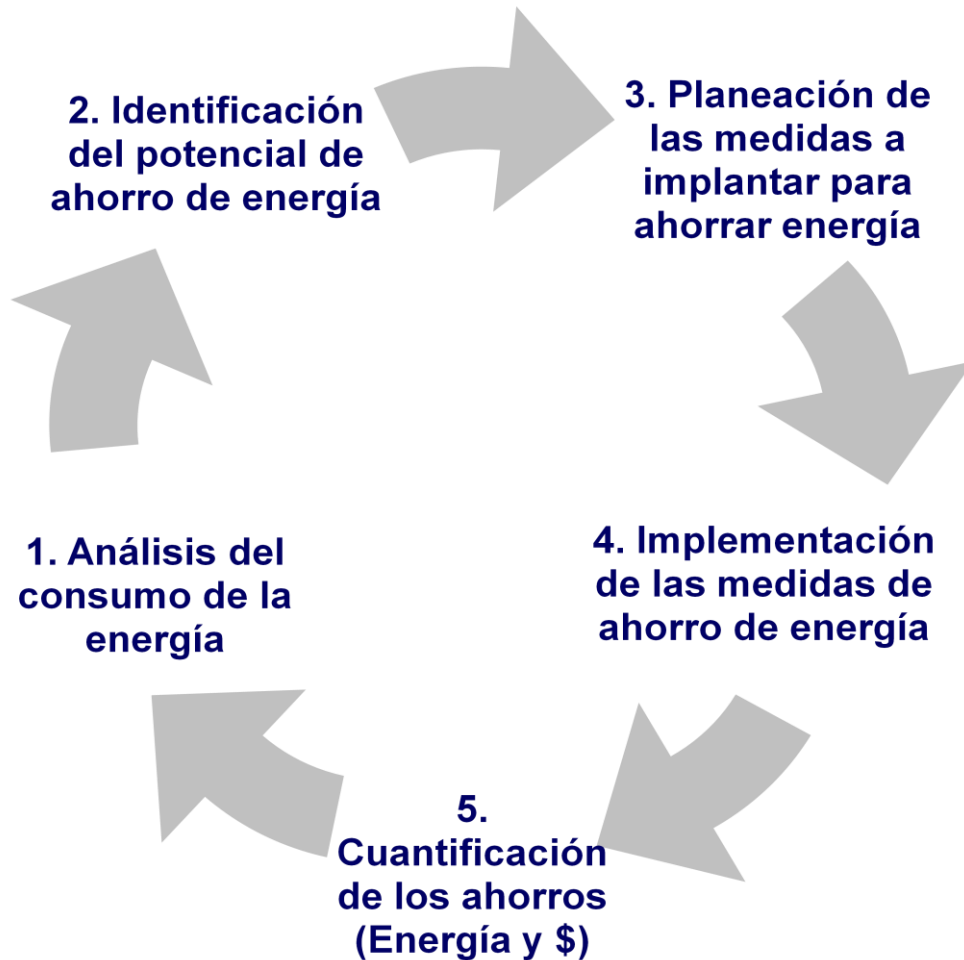 1. Análisis del
consumo de la
energía
2. Identificación
del potencial de
ahorro de energía
3. Planeación de
las medidas a
implantar para
ahorrar energía
4. Implementación
de las medidas de
ahorro de energía
5.
Cuantificación
de los ahorros
(Energía y $)